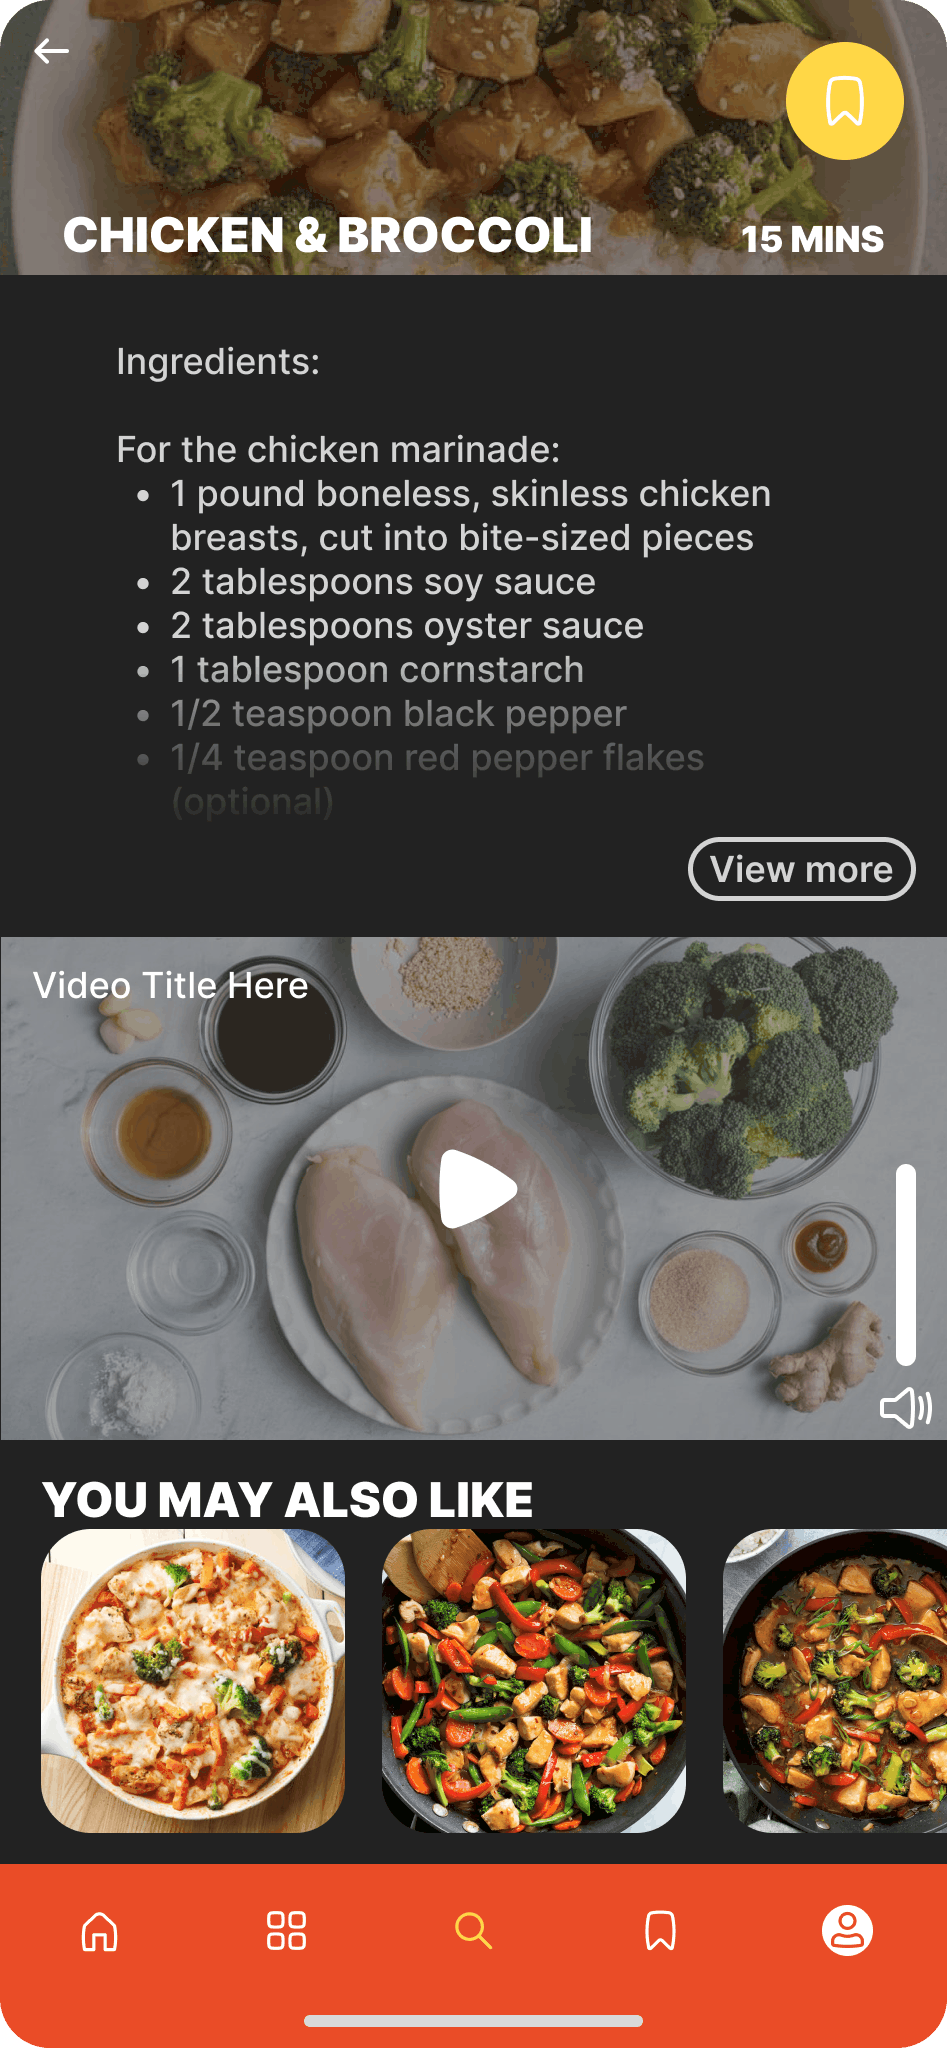 CHICKEN & BROCCOLI
15 MINS
Ingredients:
For the chicken marinade:
• 1 pound boneless, skinless chicken
breasts, cut into bite-sized pieces
• 2 tablespoons soy sauce
• 2 tablespoons oyster sauce
• 1 tablespoon cornstarch
• 1/2 teaspoon black pepper
• 1/4 teaspoon red pepper flakes
(optional)
View more
Video Title Here
YOU MAY ALSO LIKE